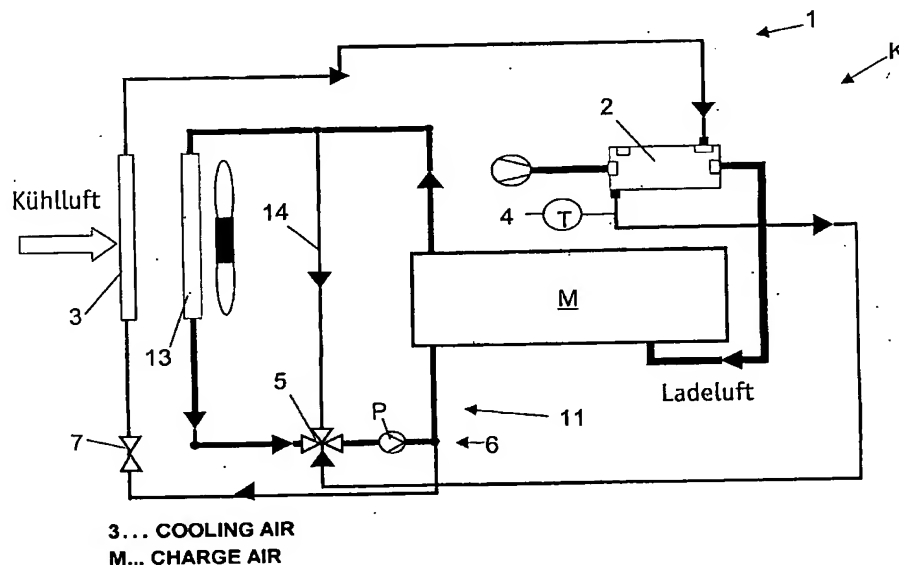 1
K
2
Kühlluft
4
T
14
3
M
13
5
P
Ladeluft
11
6
7
3... COOLING AIR
M... CHARGE AIR